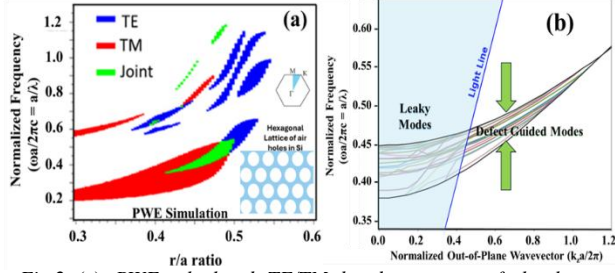 (a)
TE
TM
Joint
Normalized Frequency
(ωa/2πc = a/λ)
1.2
1.0
0.8
0.6
0.4
0.2
M
K
Γ
Hexagonal
Lattice of air
holes in Si
PWE Simulation
0.3
0.4
0.5
0.6
r/a ratio
(b)
Normalized Frequency
(ωa/2πc = a/λ)
0.60
0.55
0.50
0.45
0.40
0.35
Light Line
Leaky
Modes
Defect Guided Modes
0.0
0.2
0.4
0.6
0.8
1.0
1.2
Normalized Out-of-Plane Wavevector (kza/2π)